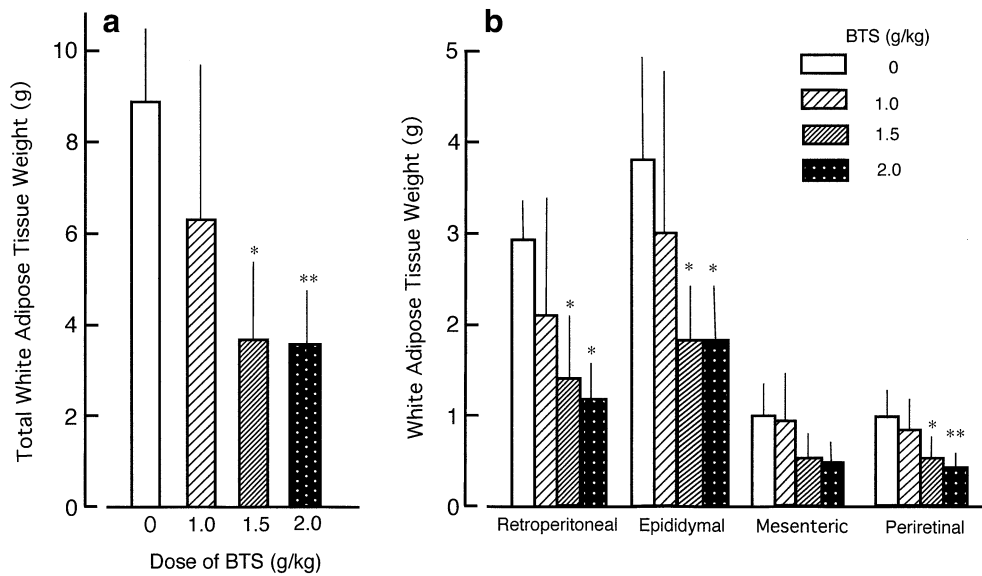 a
Total White Adipose Tissue Weight (g)
10
8
6
4
2
0
*
**
0 1.0 1.5 2.0
Dose of BTS (g/kg)
b
White Adipose Tissue Weight (g)
5
4
3
2
1
0
BTS (g/kg)
0
1.0
1.5
2.0
* *
* *
* **
Retroperitoneal Epididymal Mesenteric Periretinal